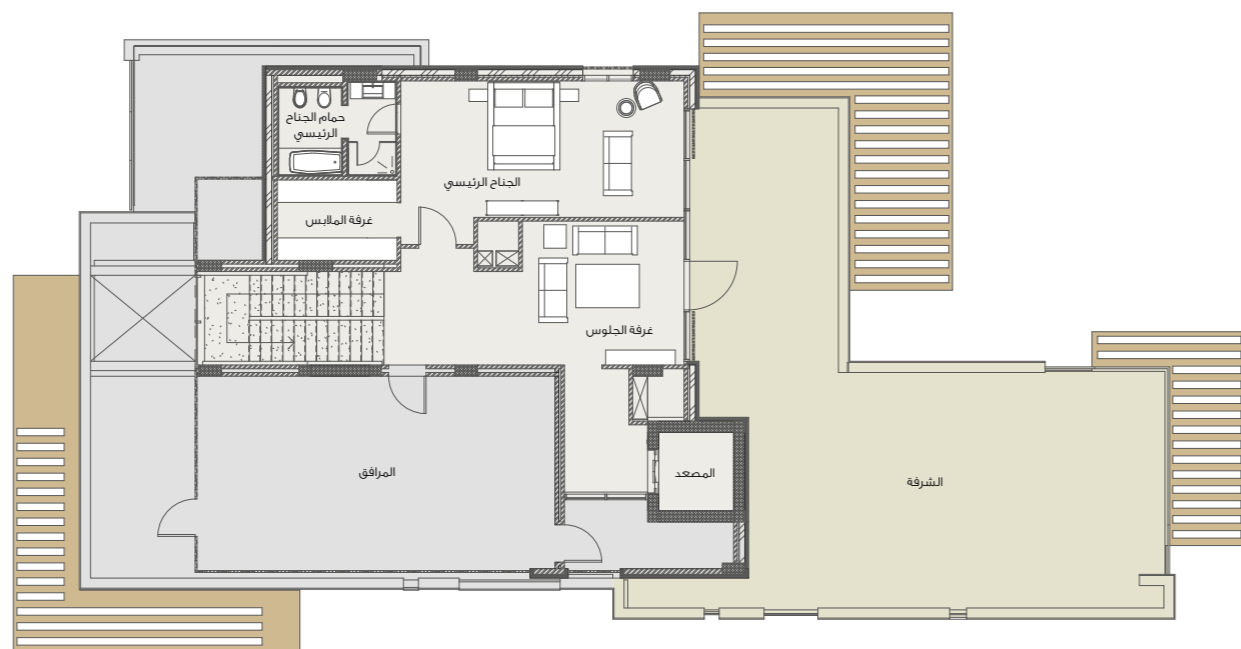 حمام الجناح
الرئيسي
الجناح الرئيسي
غرفة الملابس
غرفة الجلوس
المرافق
المصعد
الشرفة